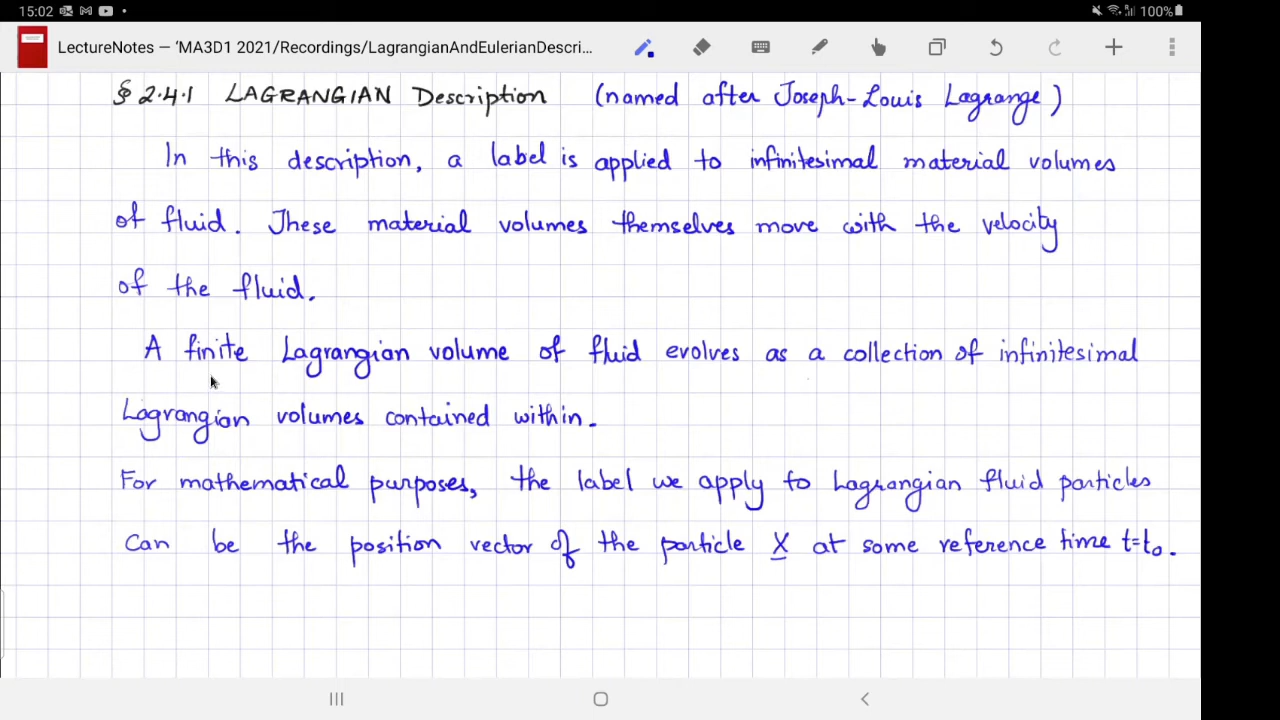 15:02 100%
LectureNotes — ‘MA3D1 2021/Recordings/LagrangianAndEulerianDescri...
§ 2.4.1 LAGRANGIAN Description (named after Joseph-Louis Lagrange)
In this description, a label is applied to infinitesimal material volumes
of fluid. These material volumes themselves move with the velocity
of the fluid.
A finite Lagrangian volume of fluid evolves as a collection of infinitesimal
Lagrangian volumes contained within.
For mathematical purposes, the label we apply to Lagrangian fluid particles
can be the position vector of the particle X at some reference time t=t₀.